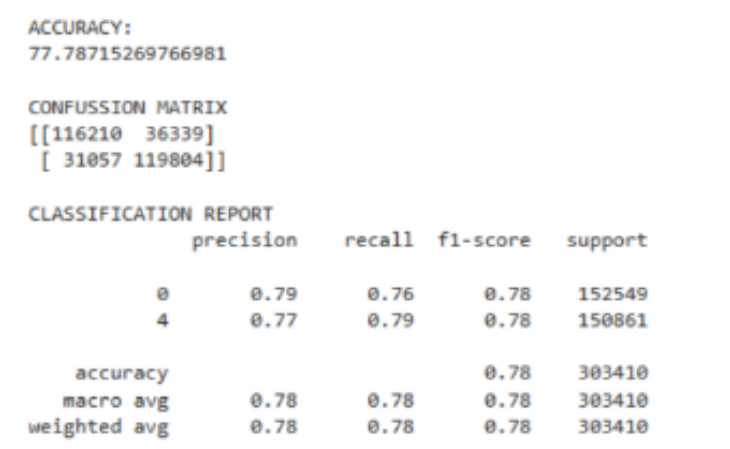 ACCURACY:
77.78715269766981
CONFUSSION MATRIX
[[116210 36339]
[ 31057 119804]]
CLASSIFICATION REPORT
precision recall f1-score support
0 0.79 0.76 0.78 152549
4 0.77 0.79 0.78 150861
accuracy 0.78 303410
macro avg 0.78 0.78 0.78 303410
weighted avg 0.78 0.78 0.78 303410